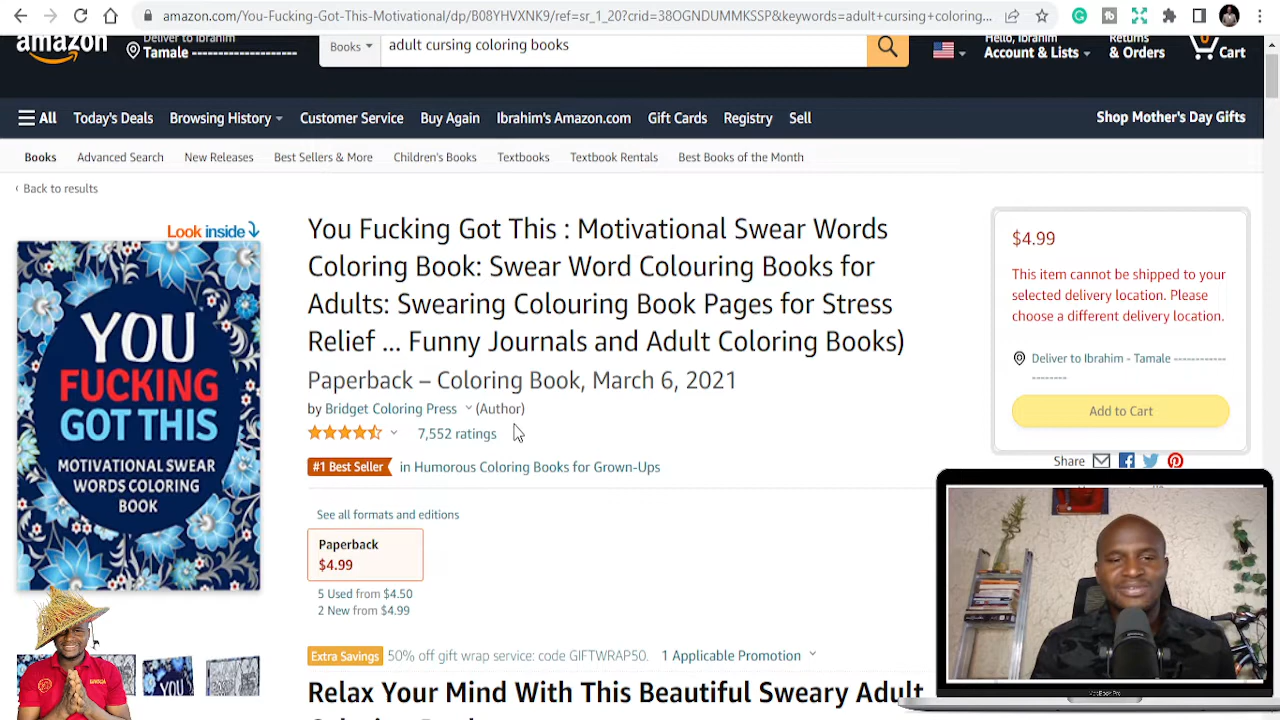 amazon.com/You-Fucking-Got-This-Motivational/dp/B08YHVXNK9/ref=sr_1_20?crid=38OGNDUMMKSSP&keywords=adult+cursing+coloring...
amazon
Deliver to Ibrahim
Tamale
Books
adult cursing coloring books
Hello, Ibrahim
Account & Lists
Returns
& Orders
0
Cart
All
Today's Deals
Browsing History
Customer Service
Buy Again
Ibrahim's Amazon.com
Gift Cards
Registry
Sell
Shop Mother's Day Gifts
Books
Advanced Search
New Releases
Best Sellers & More
Children's Books
Textbooks
Textbook Rentals
Best Books of the Month
‹ Back to results
Look inside
YOU
FUCKING
GOT THIS
MOTIVATIONAL SWEAR
WORDS COLORING
BOOK
You Fucking Got This : Motivational Swear Words
Coloring Book: Swear Word Colouring Books for
Adults: Swearing Colouring Book Pages for Stress
Relief ... Funny Journals and Adult Coloring Books)
Paperback – Coloring Book, March 6, 2021
by Bridget Coloring Press (Author)
7,552 ratings
#1 Best Seller in Humorous Coloring Books for Grown-Ups
See all formats and editions
Paperback
$4.99
5 Used from $4.50
2 New from $4.99
Extra Savings 50% off gift wrap service: code GIFTWRAP50. 1 Applicable Promotion
Relax Your Mind With This Beautiful Sweary Adult
$4.99
This item cannot be shipped to your
selected delivery location. Please
choose a different delivery location.
Deliver to Ibrahim - Tamale
Add to Cart
Share
MacBook Pro